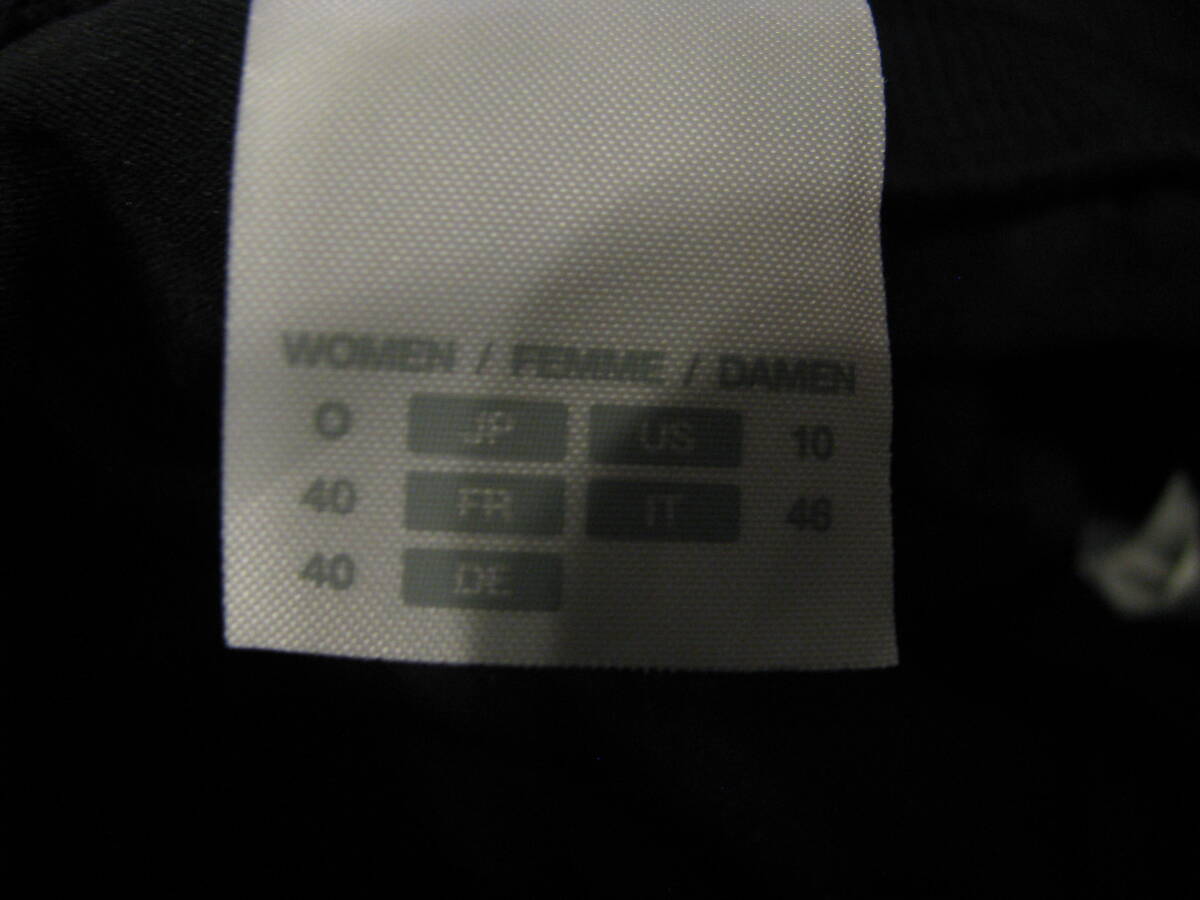 WOMEN / FEMME / DAMEN
O JP US 10
40 FR IT 46
40 DE